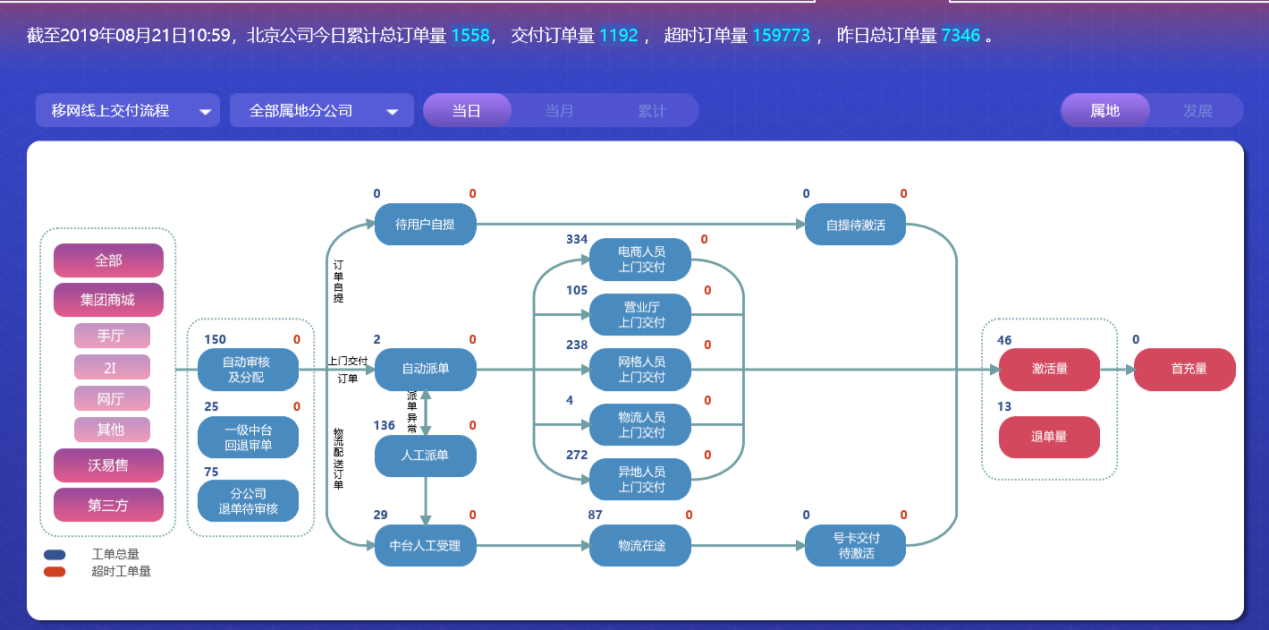 截至2019年08月21日10:59，北京公司今日累计总订单量 1558， 交付订单量 1192 ， 超时订单量 159773 ， 昨日总订单量 7346 。
移网线上交付流程
全部属地分公司
当日
当月
累计
属地
发展
全部
集团商城
手厅
2I
网厅
其他
沃易售
第三方
工单总量
超时工单量
150
0
自动审核
及分配
25
0
一级中台
回退审单
75
分公司
退单待审核
订单自提
上门交付
订单
物流配送订单
0
0
待用户自提
2
0
自动派单
派单异常
136
0
人工派单
29
0
中台人工受理
334
0
电商人员
上门交付
105
0
营业厅
上门交付
238
0
网格人员
上门交付
4
0
物流人员
上门交付
272
0
异地人员
上门交付
87
0
物流在途
0
0
自提待激活
0
0
号卡交付
待激活
46
激活量
13
退单量
0
首充量